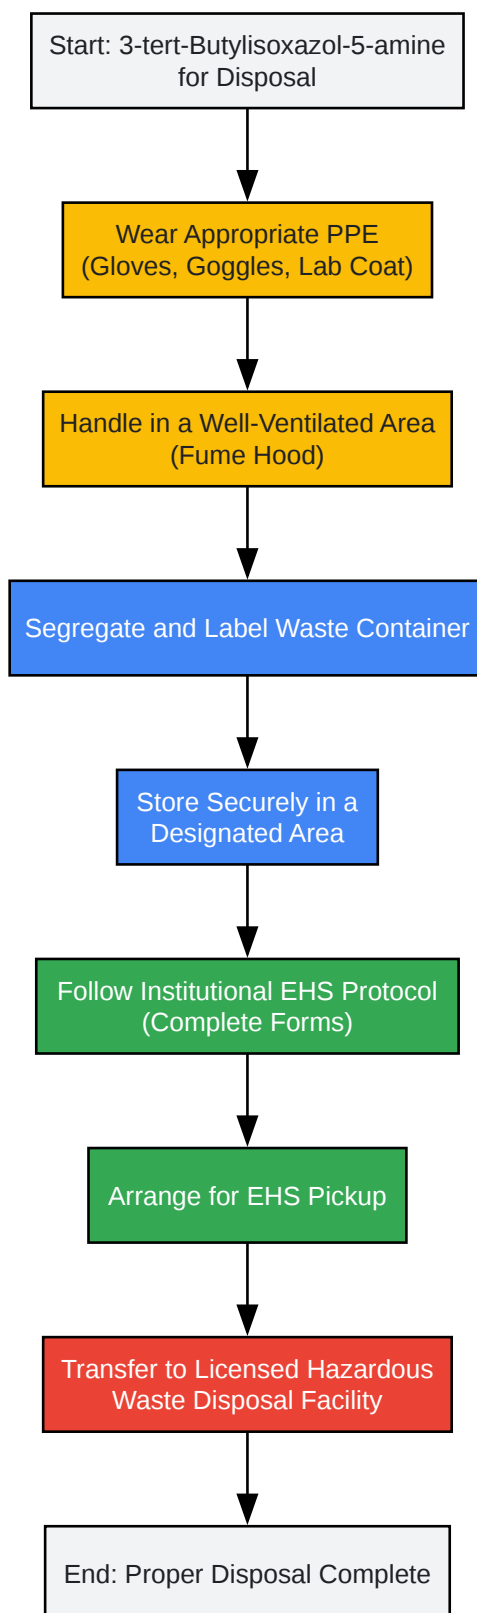 Start: 3-tert-Butylisoxazol-5-amine
for Disposal
Wear Appropriate PPE
(Gloves, Goggles, Lab Coat)
Handle in a Well-Ventilated Area
(Fume Hood)
Segregate and Label Waste Container
Store Securely in a
Designated Area
Follow Institutional EHS Protocol
(Complete Forms)
Arrange for EHS Pickup
Transfer to Licensed Hazardous
Waste Disposal Facility
End: Proper Disposal Complete